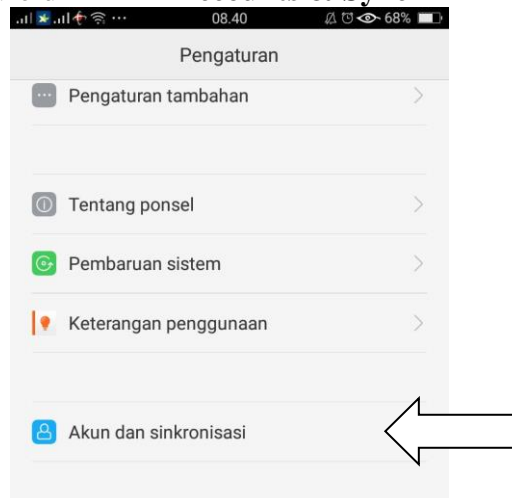 08.40
68%
Pengaturan
Pengaturan tambahan
Tentang ponsel
Pembaruan sistem
Keterangan penggunaan
Akun dan sinkronisasi